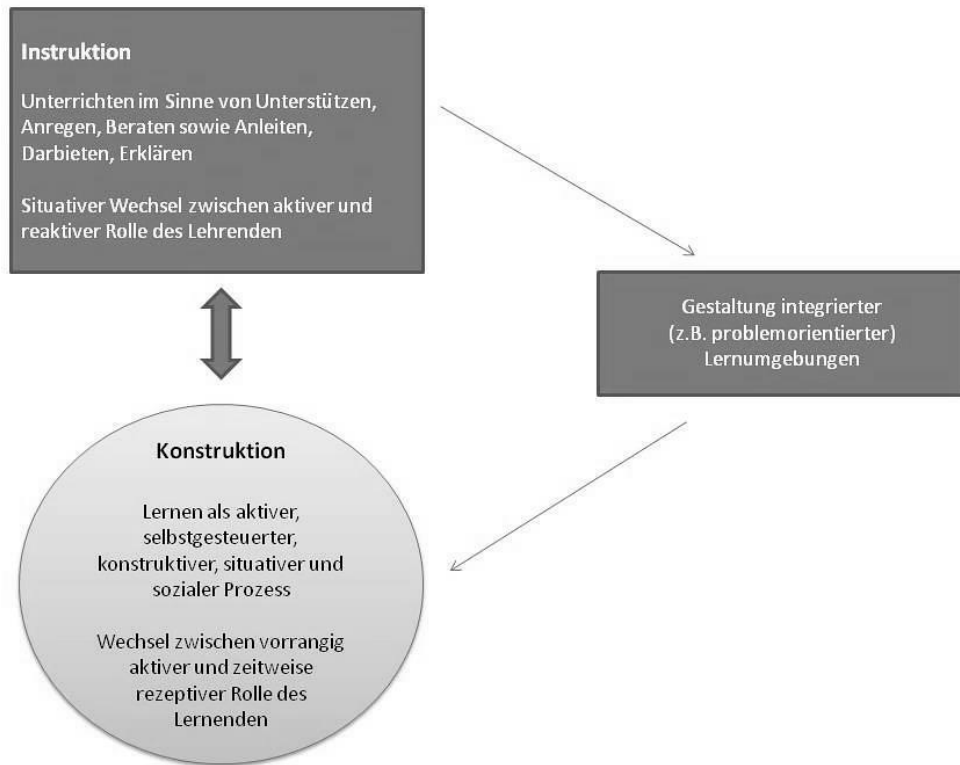 Instruktion
Unterrichten im Sinne von Unterstützen,
Anregen, Beraten sowie Anleiten,
Darbieten, Erklären
Situativer Wechsel zwischen aktiver und
reaktiver Rolle des Lehrenden
Gestaltung integrierter
(z.B. problemorientierter)
Lernumgebungen
Konstruktion
Lernen als aktiver,
selbstgesteuerter,
konstruktiver, situativer und
sozialer Prozess
Wechsel zwischen vorrangig
aktiver und zeitweise
rezeptiver Rolle des
Lernenden